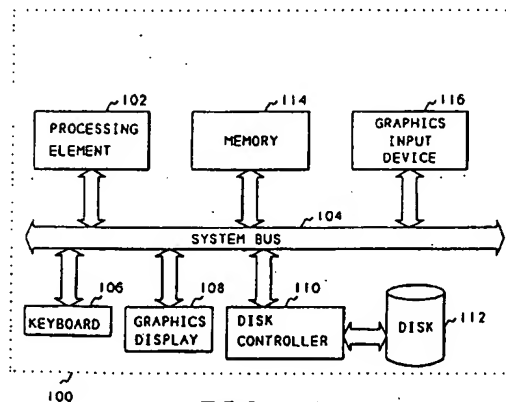 102
PROCESSING
ELEMENT
114
MEMORY
116
GRAPHICS
INPUT
DEVICE
104
SYSTEM BUS
106
KEYBOARD
108
GRAPHICS
DISPLAY
110
DISK
CONTROLLER
DISK
112
100